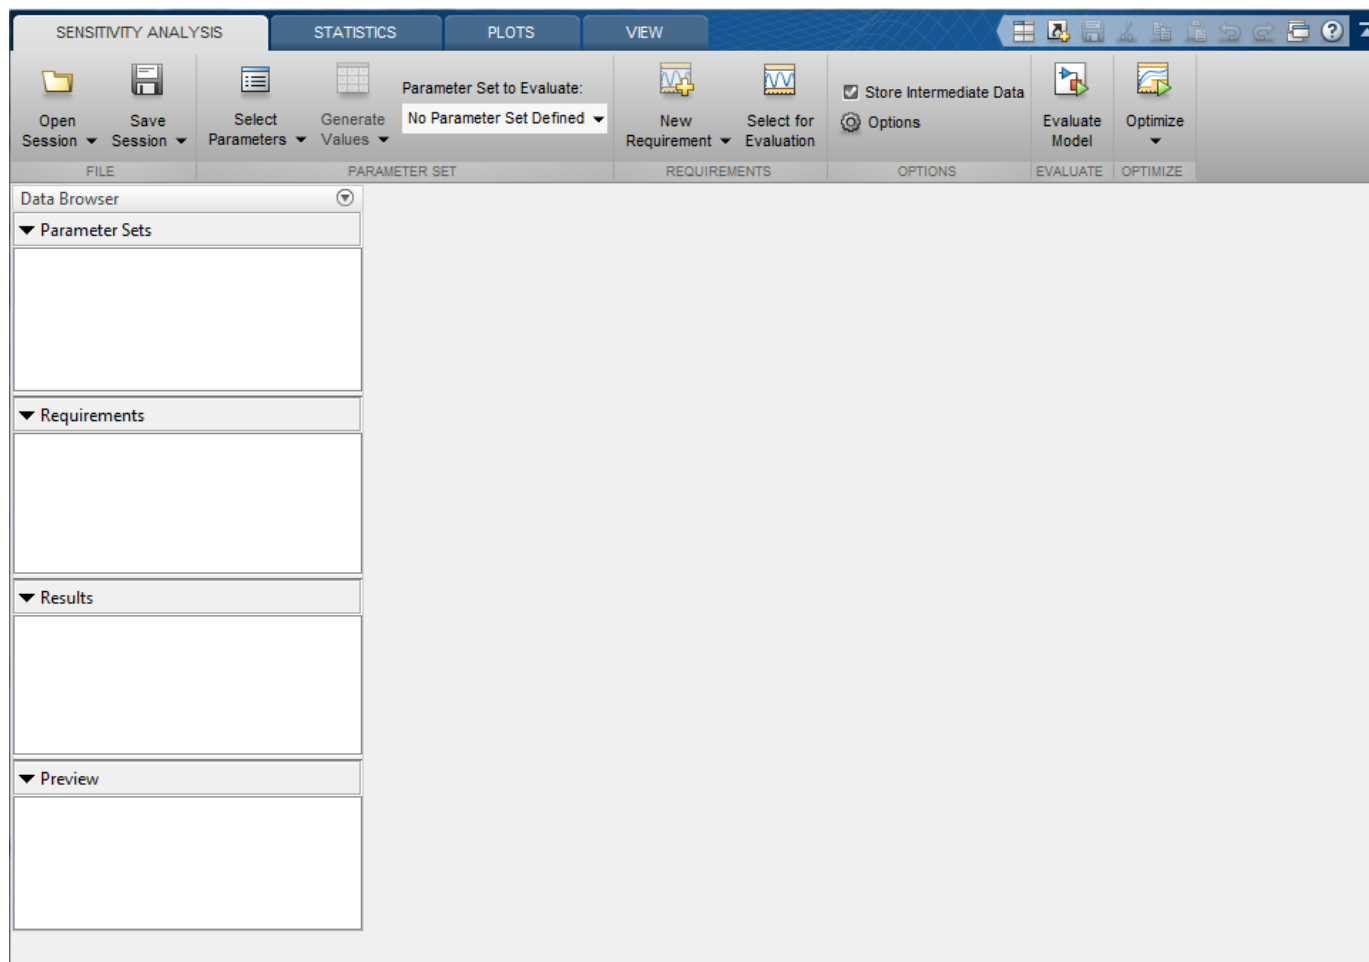 SENSITIVITY ANALYSIS
STATISTICS
PLOTS
VIEW
Open
Session
Save
Session
Select
Parameters
Generate
Values
Parameter Set to Evaluate:
No Parameter Set Defined
New
Requirement
Select for
Evaluation
Store Intermediate Data
Options
Evaluate
Model
Optimize
FILE
PARAMETER SET
REQUIREMENTS
OPTIONS
EVALUATE
OPTIMIZE
Data Browser
Parameter Sets
Requirements
Results
Preview